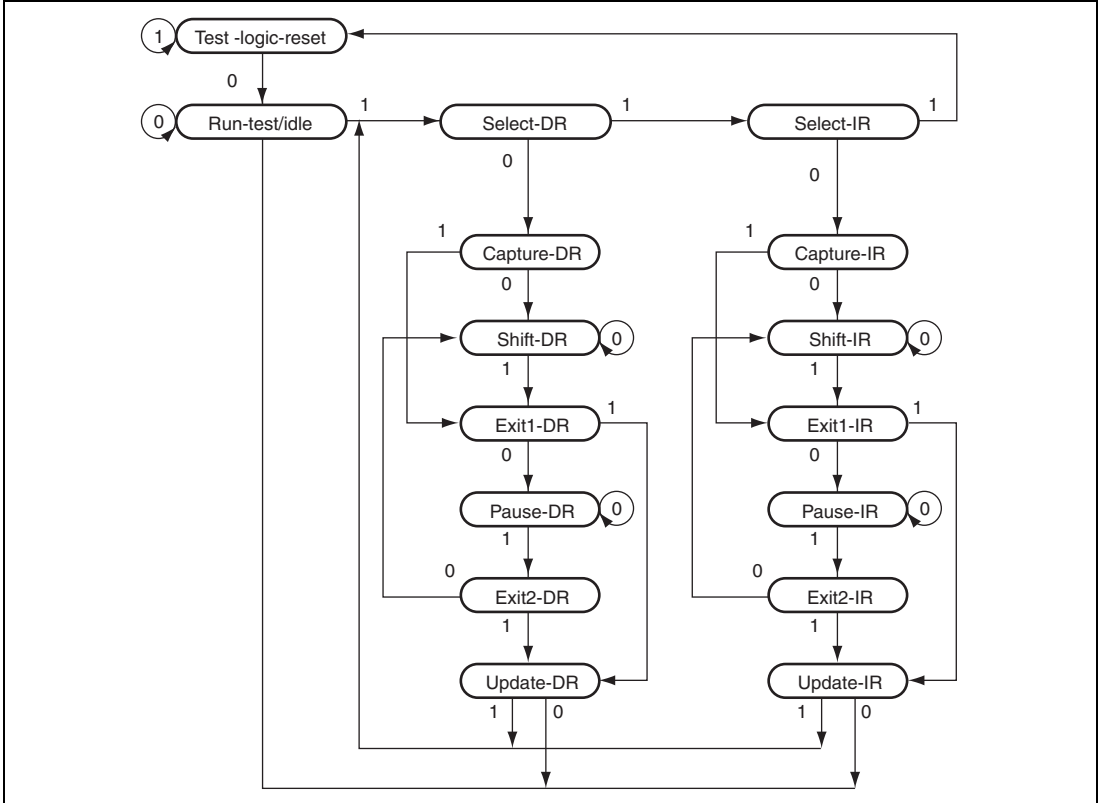 1
Test -logic-reset
0
0
Run-test/idle
1
Select-DR
1
Select-IR
1
0
0
1
Capture-DR
0
1
Capture-IR
0
Shift-DR
0
1
Shift-IR
0
1
Exit1-DR
1
0
Exit1-IR
1
0
Pause-DR
0
1
Pause-IR
0
1
0
Exit2-DR
1
0
Exit2-IR
1
Update-DR
1
0
Update-IR
1
0